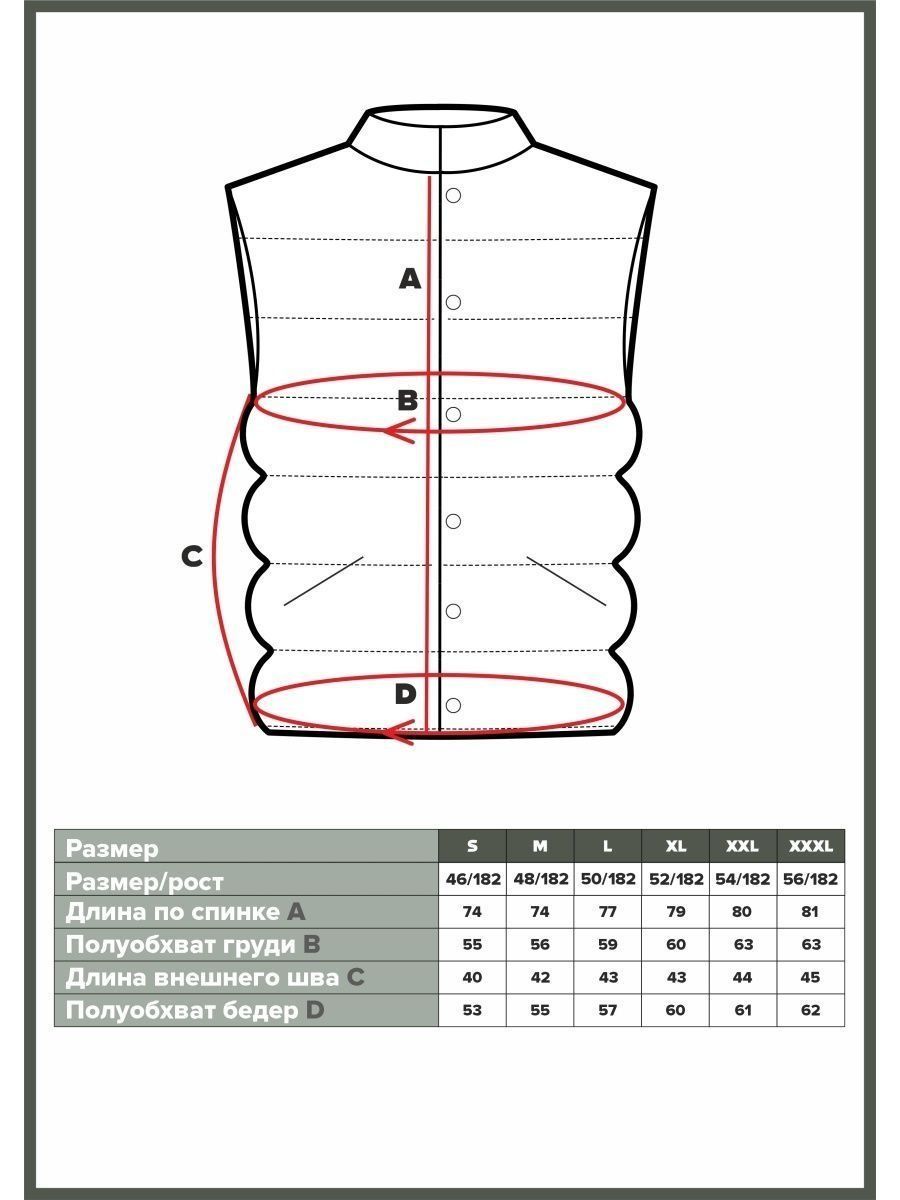 A
B
C
D
Размер S M L XL XXL XXXL
Размер/рост 46/182 48/182 50/182 52/182 54/182 56/182
Длина по спинке A 74 74 77 79 80 81
Полуобхват груди B 55 56 59 60 63 63
Длина внешнего шва C 40 42 43 43 44 45
Полуобхват бедер D 53 55 57 60 61 62